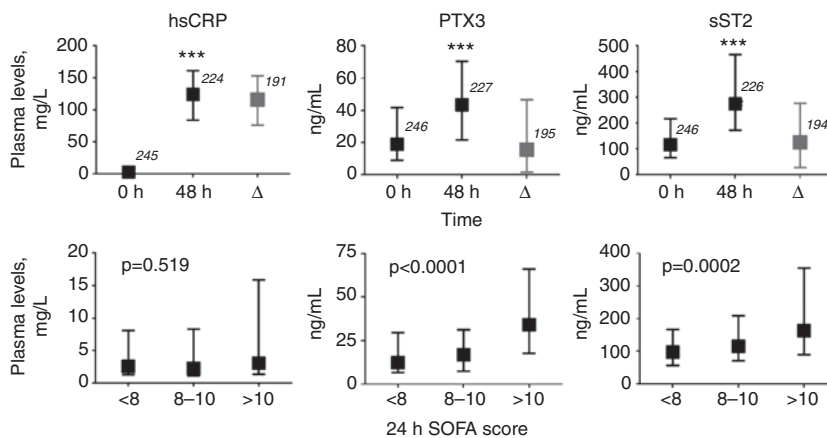 hsCRP
Plasma levels,
mg/L
200
150
100
50
0
245
***
224
191
0 h
48 h
Δ
PTX3
ng/mL
80
60
40
20
0
246
***
227
195
0 h
48 h
Δ
sST2
ng/mL
500
400
300
200
100
0
246
***
226
194
0 h
48 h
Δ
Time
Plasma levels,
mg/L
20
15
10
5
0
p=0.519
<8
8–10
>10
ng/mL
75
50
25
0
p<0.0001
<8
8–10
>10
ng/mL
400
300
200
100
0
p=0.0002
<8
8–10
>10
24 h SOFA score